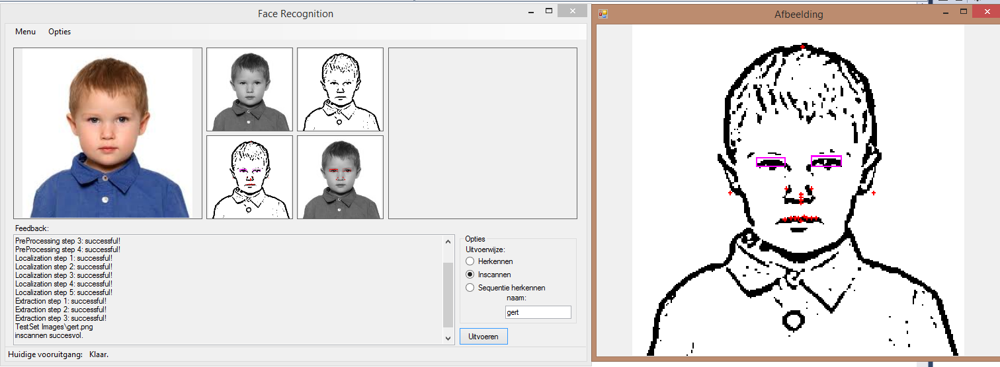 Face Recognition
Afbeelding
Menu Opties
Feedback:
PreProcessing step 3: successful!
PreProcessing step 4: successful!
Localization step 1: successful!
Localization step 2: successful!
Localization step 3: successful!
Localization step 4: successful!
Localization step 5: successful!
Extraction step 1: successful!
Extraction step 2: successful!
Extraction step 3: successful!
TestSet Images\gert.png
inscannen succesvol.
Opties
Uitvoerwijze:
Herkennen
Inscannen
Sequentie herkennen
naam:
gert
Uitvoeren
Huidige vooruitgang: Klaar.